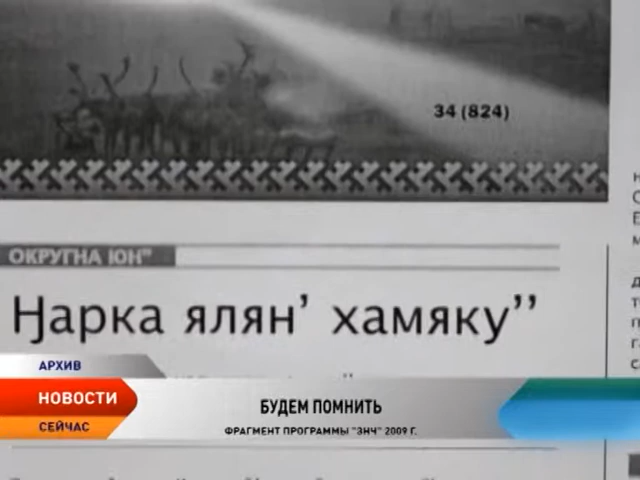 34 (824)
ОКРУГНА ЮН"
Ӈарка ялян’ хамяку’’
АРХИВ
НОВОСТИ
СЕЙЧАС
БУДЕМ ПОМНИТЬ
ФРАГМЕНТ ПРОГРАММЫ "ЗНЧ" 2009 Г.